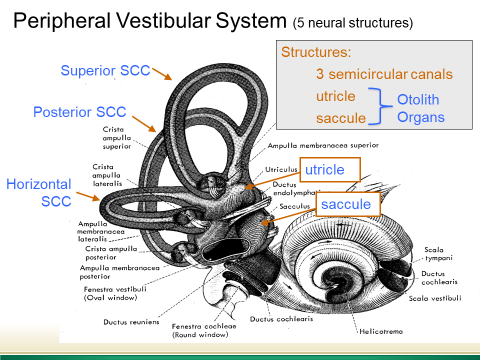 Peripheral Vestibular System (5 neural structures)
Structures:
3 semicircular canals
utricle
saccule
Otolith
Organs
Superior SCC
Posterior SCC
Horizontal
SCC
utricle
saccule
Crista
ampulla
superior
Crista
ampulla
lateralis
Ampulla
membranacea
lateralis
Crista ampulla
posterior
Ampulla membranacea
posterior
Fenestra vestibuli
(Oval window)
Ductus reuniens
Fenestra cochleae
(Round window)
Ductus cochlearis
Ampulla membranacea superior
Utriculus
Ductus
endolymph
Sacculus
Scala
tympani
Ductus
cochlearis
Scala vestibuli
Helicotrema